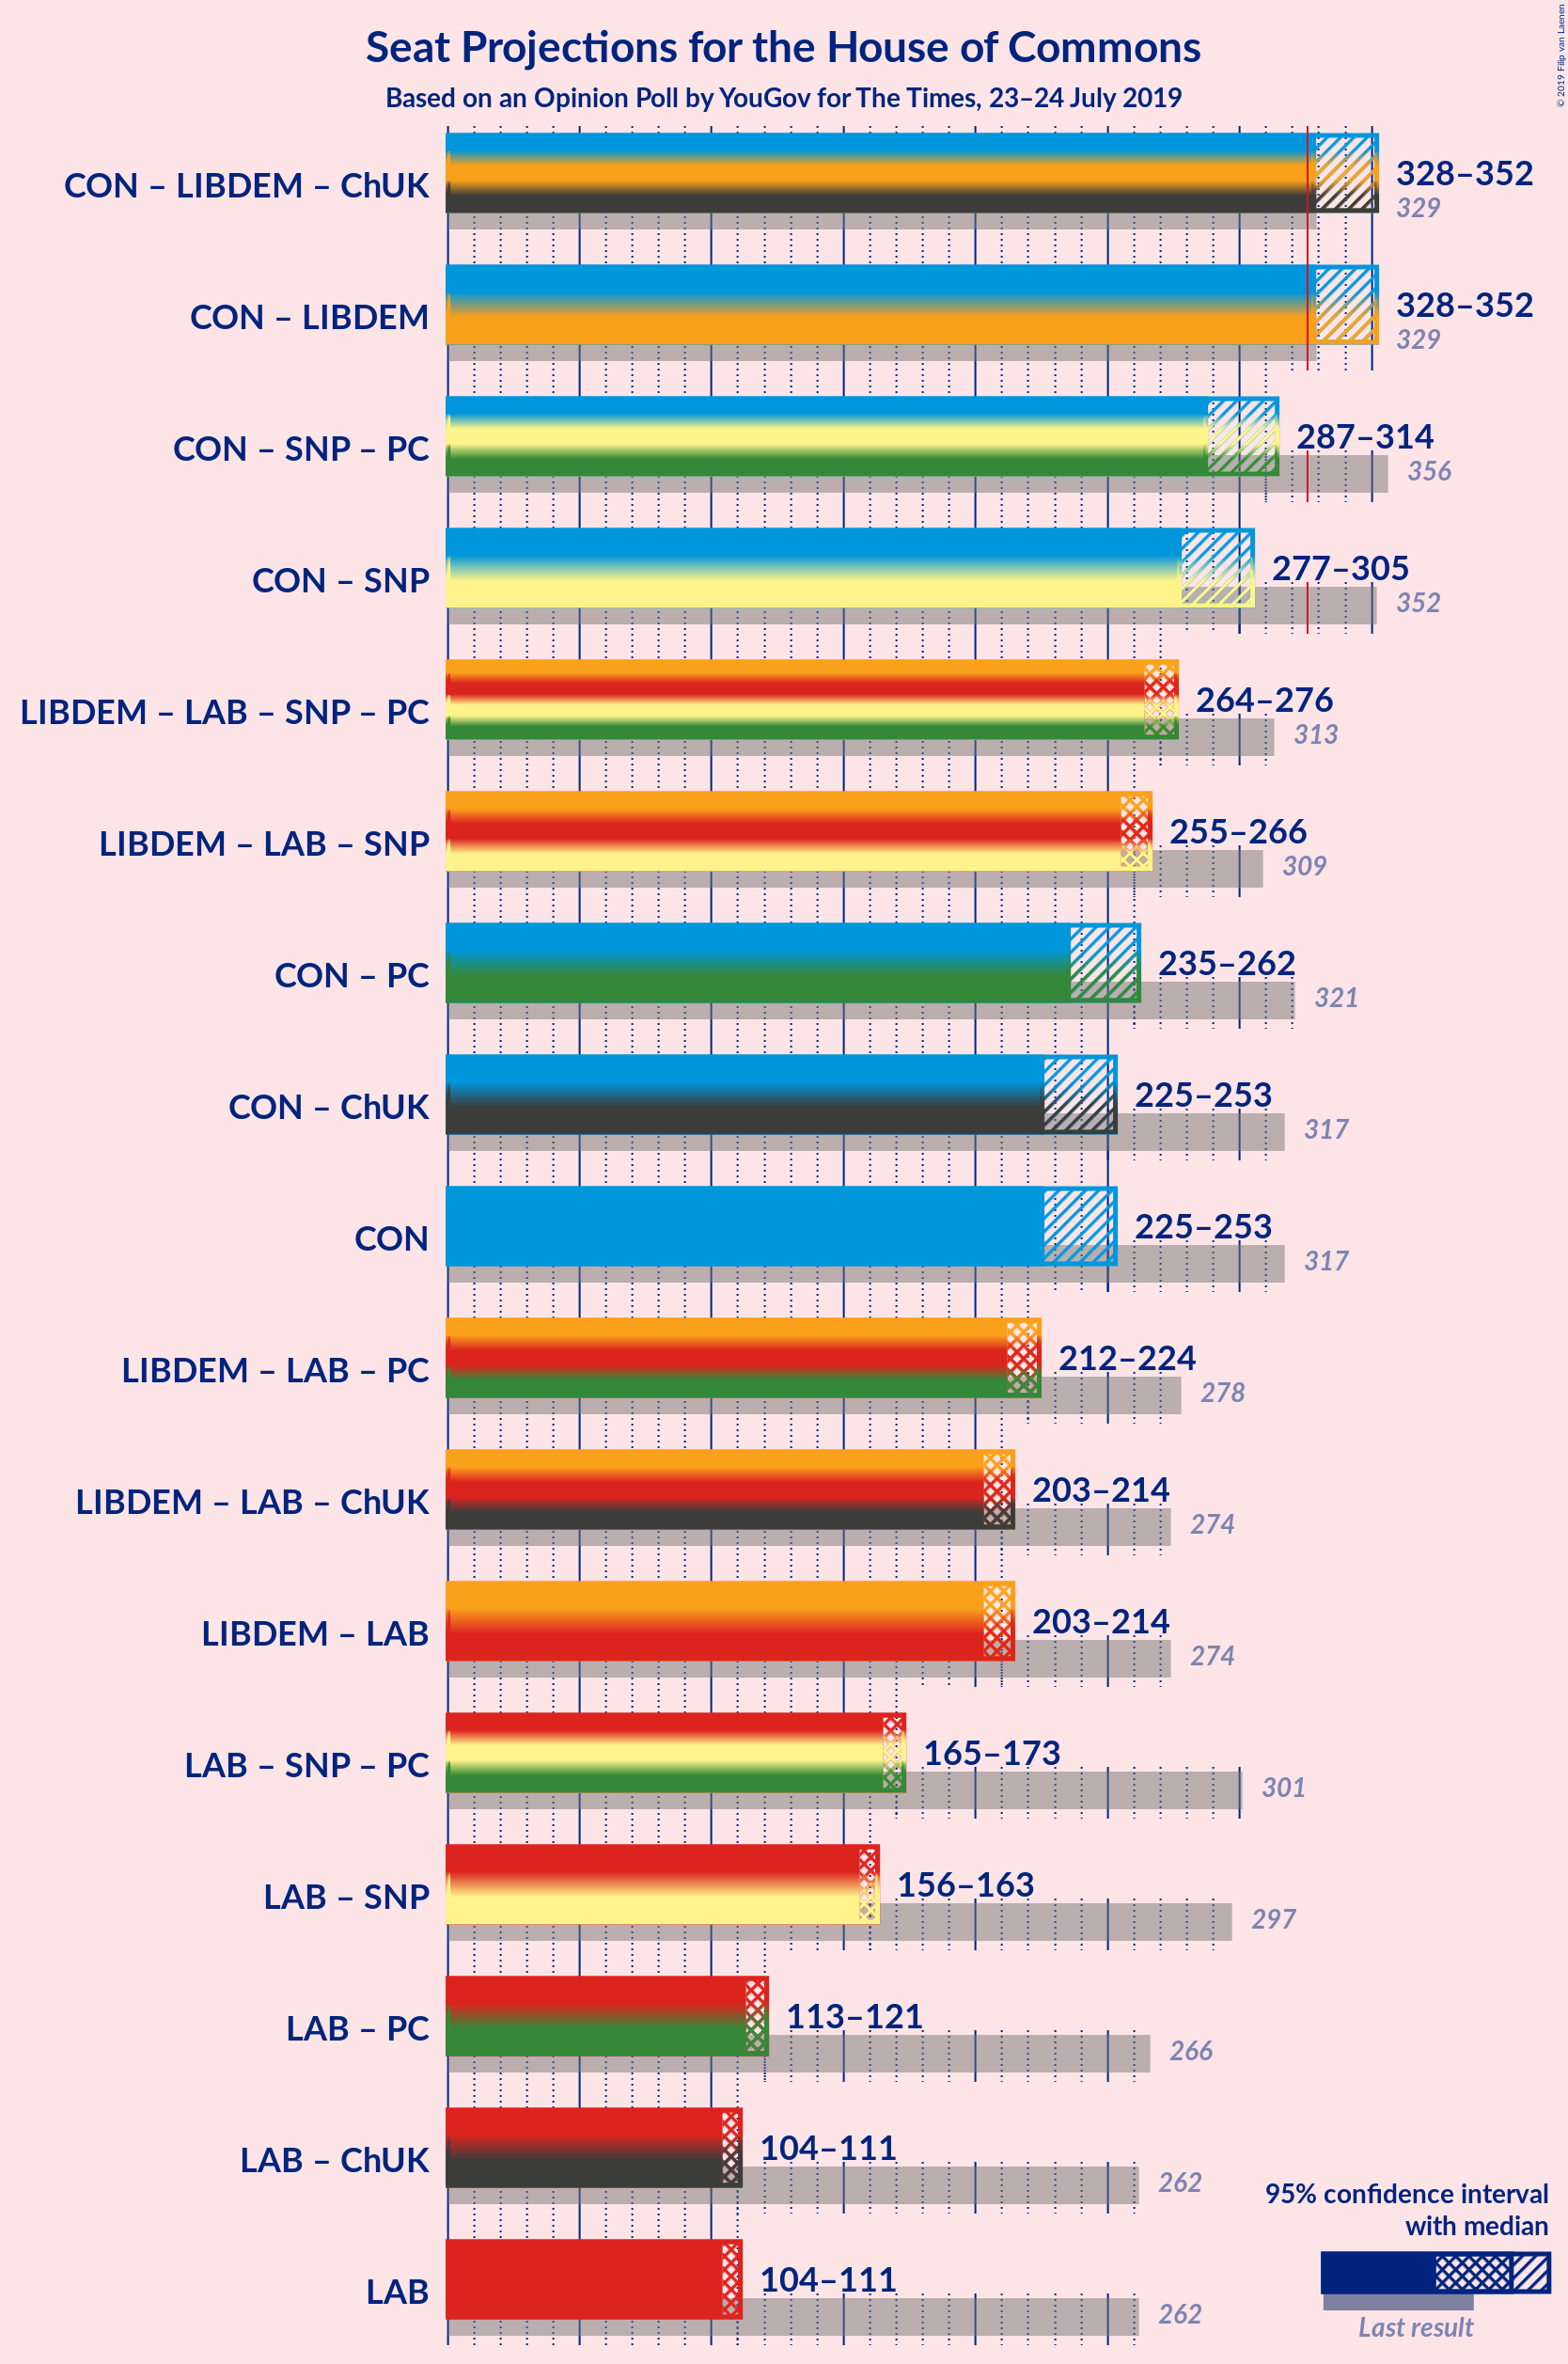 Seat Projections for the House of Commons
Based on an Opinion Poll by YouGov for The Times, 23–24 July 2019
© 2019 Filip van Laenen
CON – LIBDEM – ChUK
328–352
329
CON – LIBDEM
328–352
329
CON – SNP – PC
287–314
356
CON – SNP
277–305
352
LIBDEM – LAB – SNP – PC
264–276
313
LIBDEM – LAB – SNP
255–266
309
CON – PC
235–262
321
CON – ChUK
225–253
317
CON
225–253
317
LIBDEM – LAB – PC
212–224
278
LIBDEM – LAB – ChUK
203–214
274
LIBDEM – LAB
203–214
274
LAB – SNP – PC
165–173
301
LAB – SNP
156–163
297
LAB – PC
113–121
266
LAB – ChUK
104–111
262
LAB
104–111
262
95% confidence interval
with median
Last result